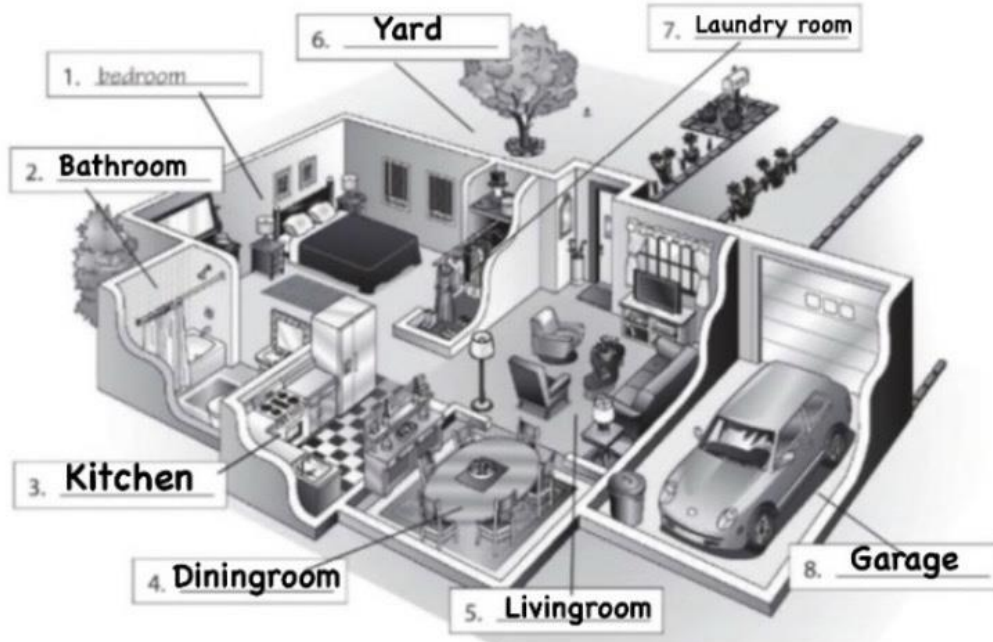 1. bedroom
2. Bathroom
3. Kitchen
4. Diningroom
5. Livingroom
6. Yard
7. Laundry room
8. Garage